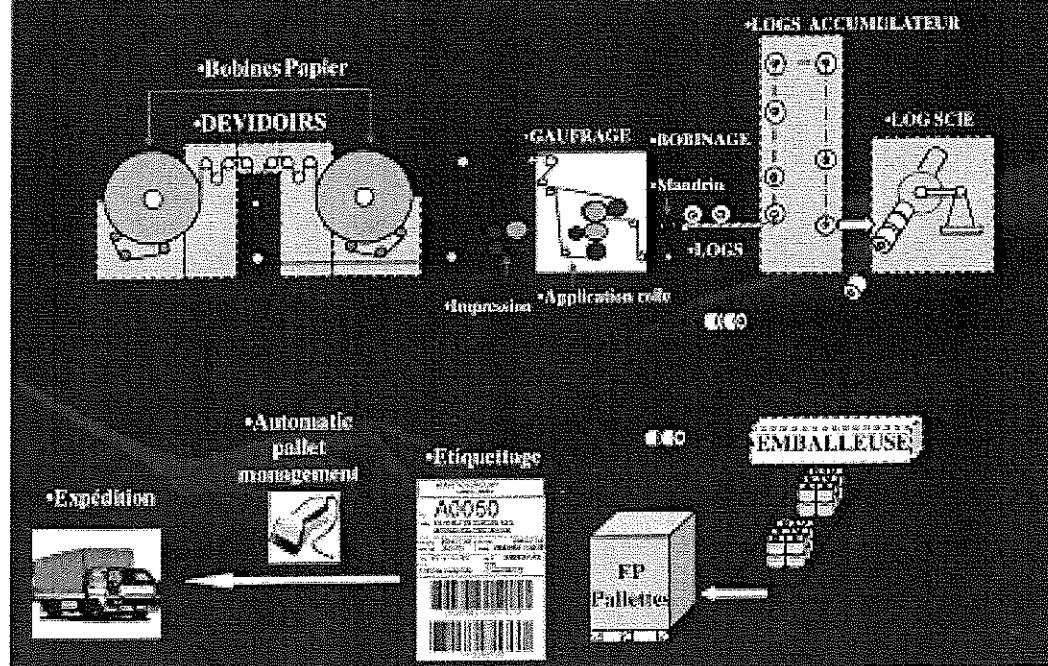 •LOGS ACCUMULATEUR
•Bobines Papier
•DEVIDOIRS
•GAUFRAGE
•BOBINAGE
•LOG SCIE
•Mandrin
•LOGS
•Impression
•Application colle
•Automatic
pallet
management
•Etiquettage
EMBALLEUSE
•Expédition
A0050
FP
Pallettes